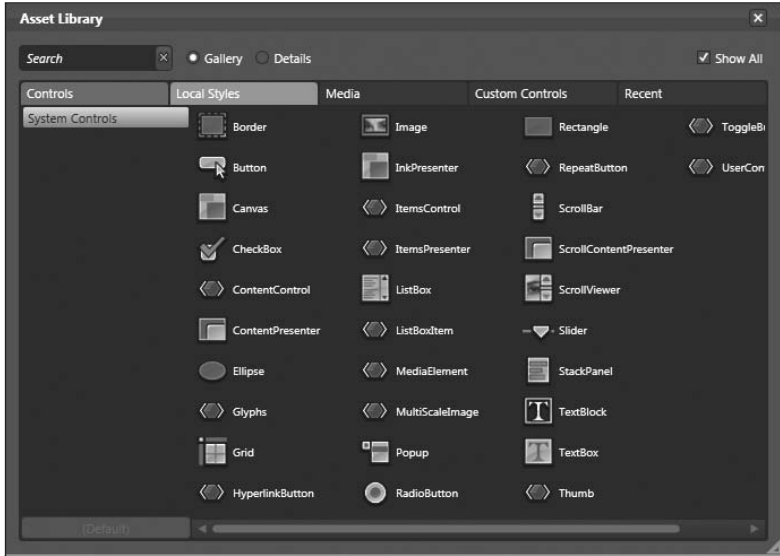 Asset Library
Search Gallery Details Show All
Controls Local Styles Media Custom Controls Recent
System Controls
Border Image Rectangle ToggleBu
Button InkPresenter RepeatButton UserCon
Canvas ItemsControl ScrollBar
CheckBox ItemsPresenter ScrollContentPresenter
ContentControl ListBox ScrollViewer
ContentPresenter ListBoxItem Slider
Ellipse MediaElement StackPanel
Glyphs MultiScaleImage TextBlock
Grid Popup TextBox
HyperlinkButton RadioButton Thumb
(Default)